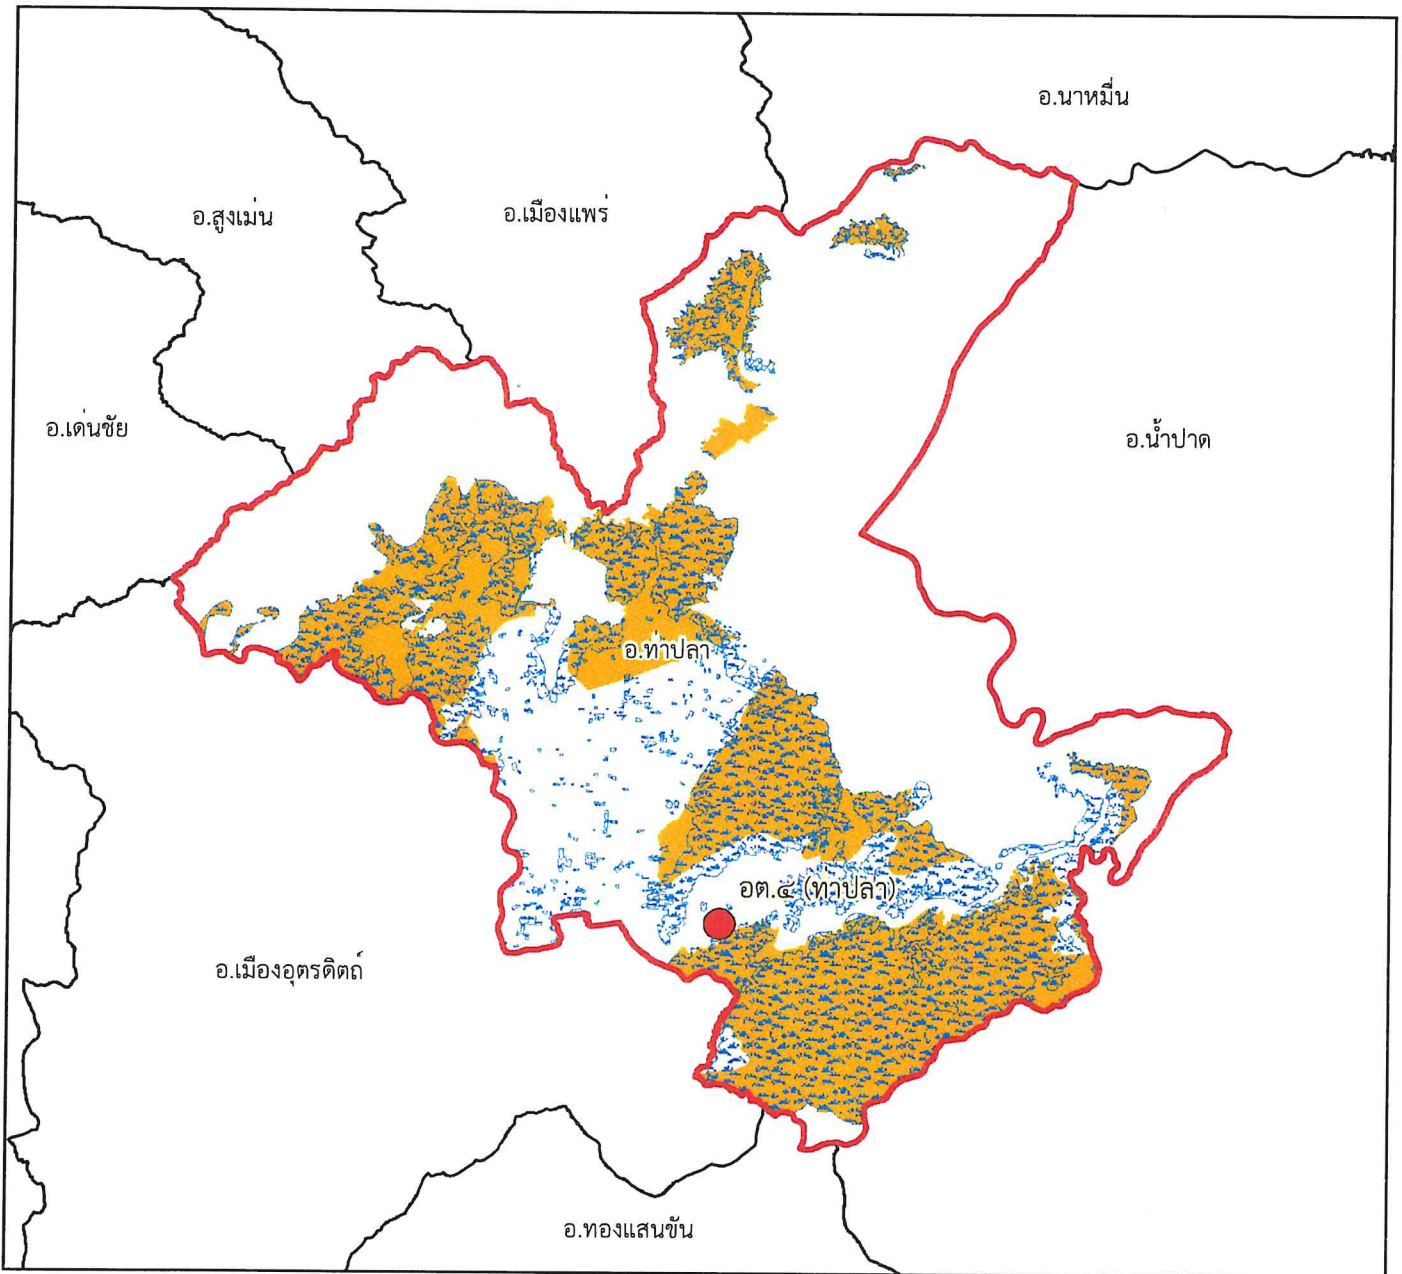 อ.นาหมื่น
อ.สูงเม่น
อ.เมืองแพร่
อ.เด่นชัย
อ.น้ำปาด
อ.ท่าปลา
อต.๔ (ท่าปลา)
อ.เมืองอุตรดิตถ์
อ.ทองแสนขัน